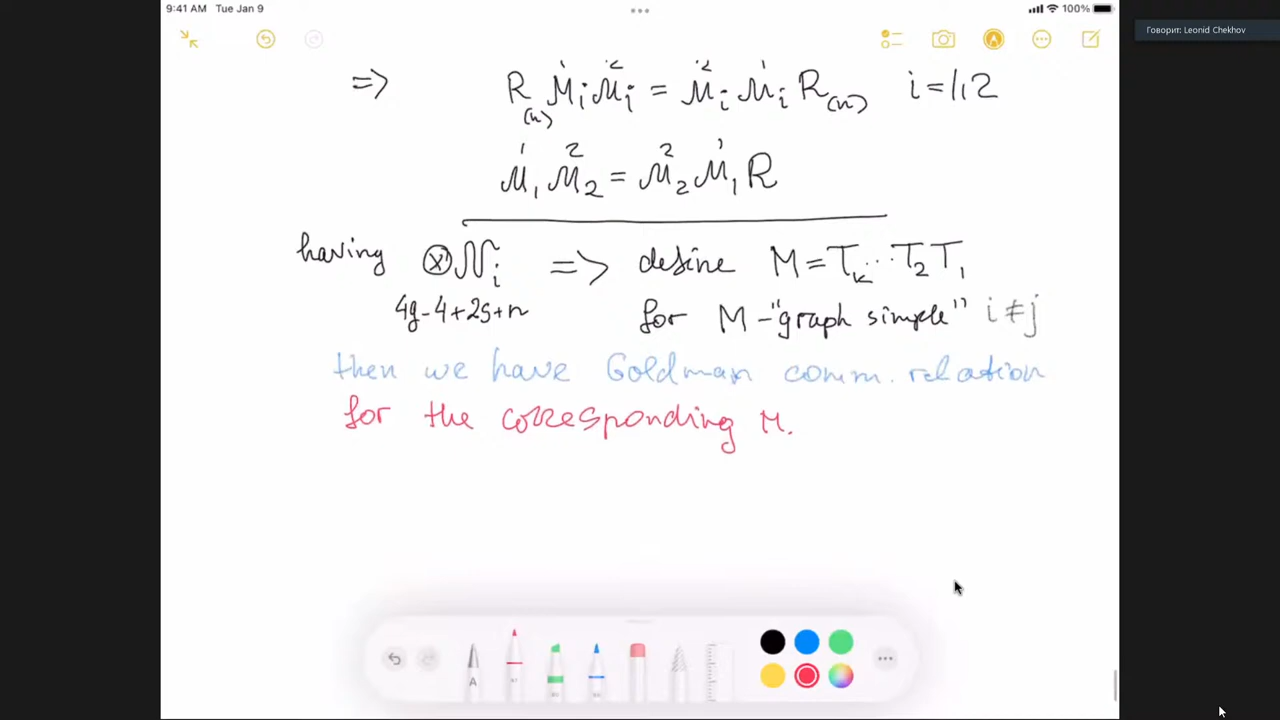 9:41 AM Tue Jan 9
100%
Говорит: Leonid Chekhov
=> R(n) M¹i M²i = M²i M¹i R(n) i=1,2
M¹1 M²2 = M²2 M¹1 R
having ⊗ Ni => define M = Tk...T2T1
4g-4+2s+n for M-"graph simple" i≠j
then we have Goldman comm. relation
for the corresponding M.